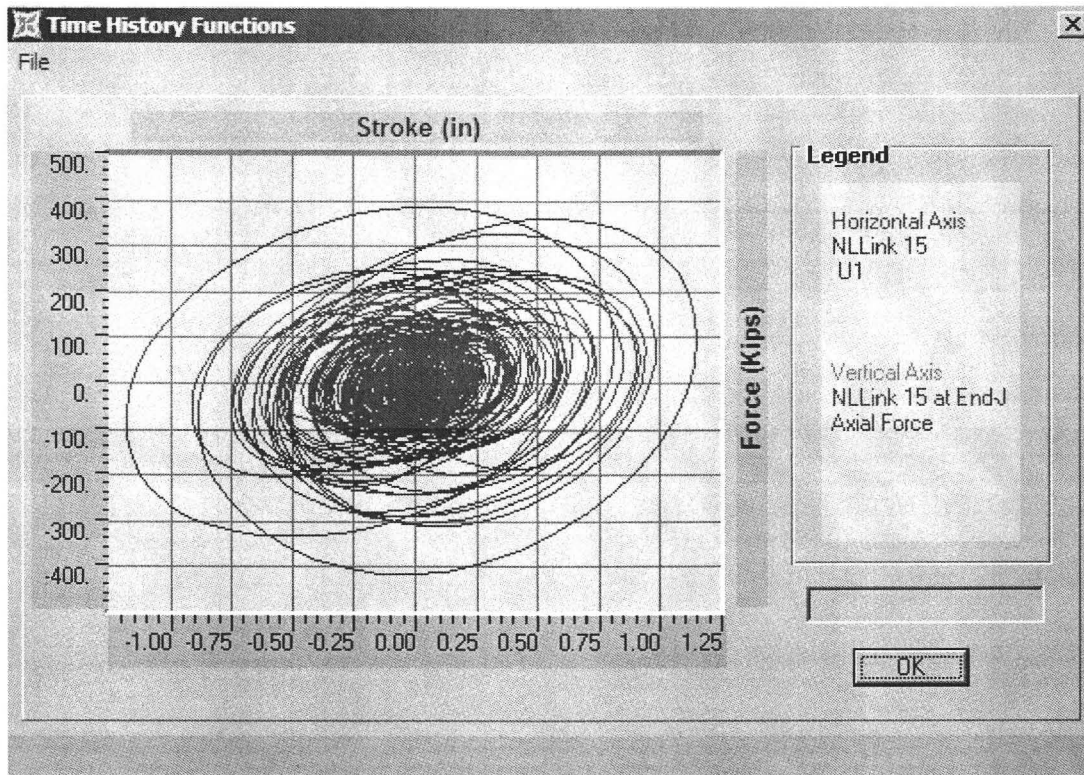 Time History Functions
File
Stroke (in)
500.
400.
300.
200.
100.
0.
-100.
-200.
-300.
-400.
-1.00 -0.75 -0.50 -0.25 0.00 0.25 0.50 0.75 1.00 1.25
Force (Kips)
Legend
Horizontal Axis
NLLink 15
U1
Vertical Axis
NLLink 15 at End-J
Axial Force
OK